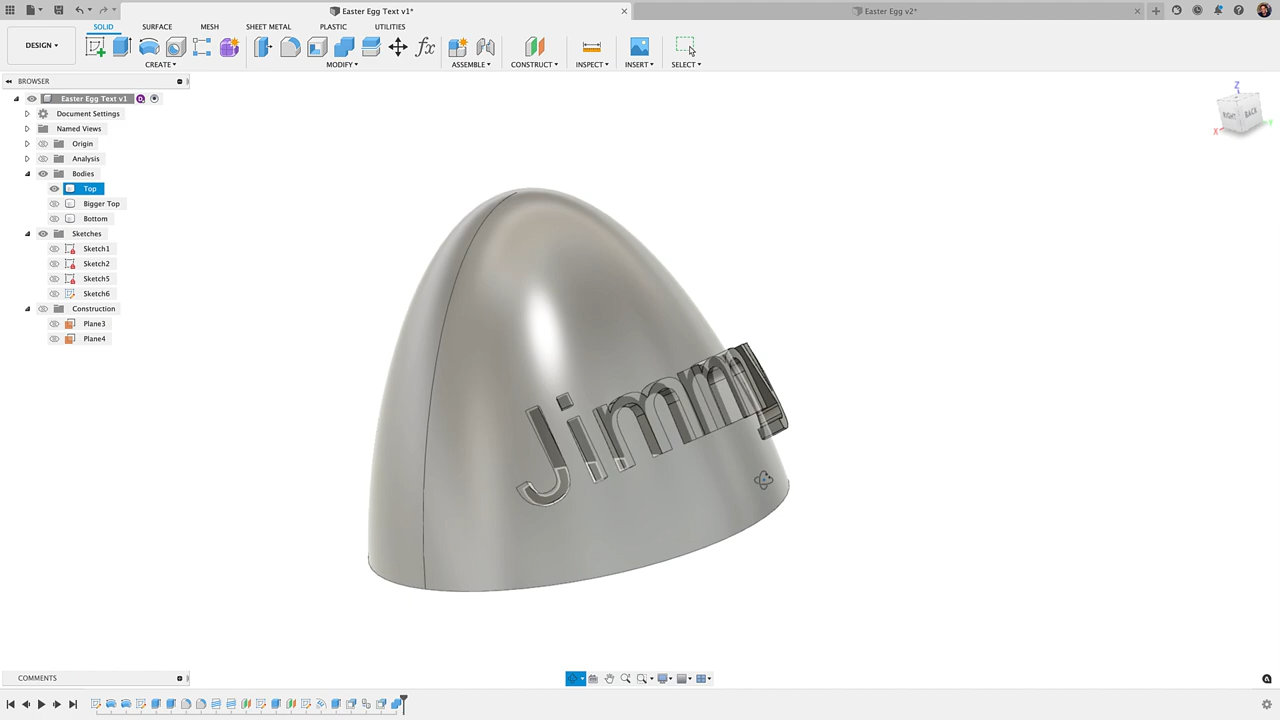 Easter Egg Text v1*
Easter Egg v2*
SOLID
SURFACE
MESH
SHEET METAL
PLASTIC
UTILITIES
DESIGN
CREATE
MODIFY
ASSEMBLE
CONSTRUCT
INSPECT
INSERT
SELECT
BROWSER
Easter Egg Text v1
Document Settings
Named Views
Origin
Analysis
Bodies
Top
Bigger Top
Bottom
Sketches
Sketch1
Sketch2
Sketch5
Sketch6
Construction
Plane3
Plane4
Z
RIGHT
BACK
X
Y
COMMENTS